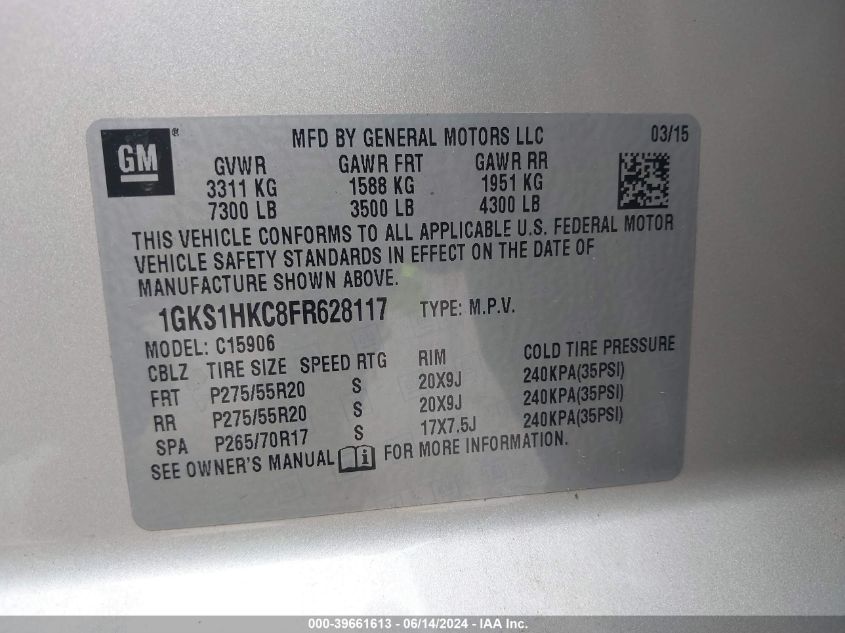 GM®
MFD BY GENERAL MOTORS LLC 03/15
GVWR GAWR FRT GAWR RR
3311 KG 1588 KG 1951 KG
7300 LB 3500 LB 4300 LB
THIS VEHICLE CONFORMS TO ALL APPLICABLE U.S. FEDERAL MOTOR
VEHICLE SAFETY STANDARDS IN EFFECT ON THE DATE OF
MANUFACTURE SHOWN ABOVE.
1GKS1HKC8FR628117 TYPE: M.P.V.
MODEL: C15906
CBLZ TIRE SIZE SPEED RTG RIM COLD TIRE PRESSURE
FRT P275/55R20 S 20X9J 240KPA(35PSI)
RR P275/55R20 S 20X9J 240KPA(35PSI)
SPA P265/70R17 S 17X7.5J 240KPA(35PSI)
SEE OWNER'S MANUAL i FOR MORE INFORMATION.
000-39661613 - 06/14/2024 - IAA Inc.